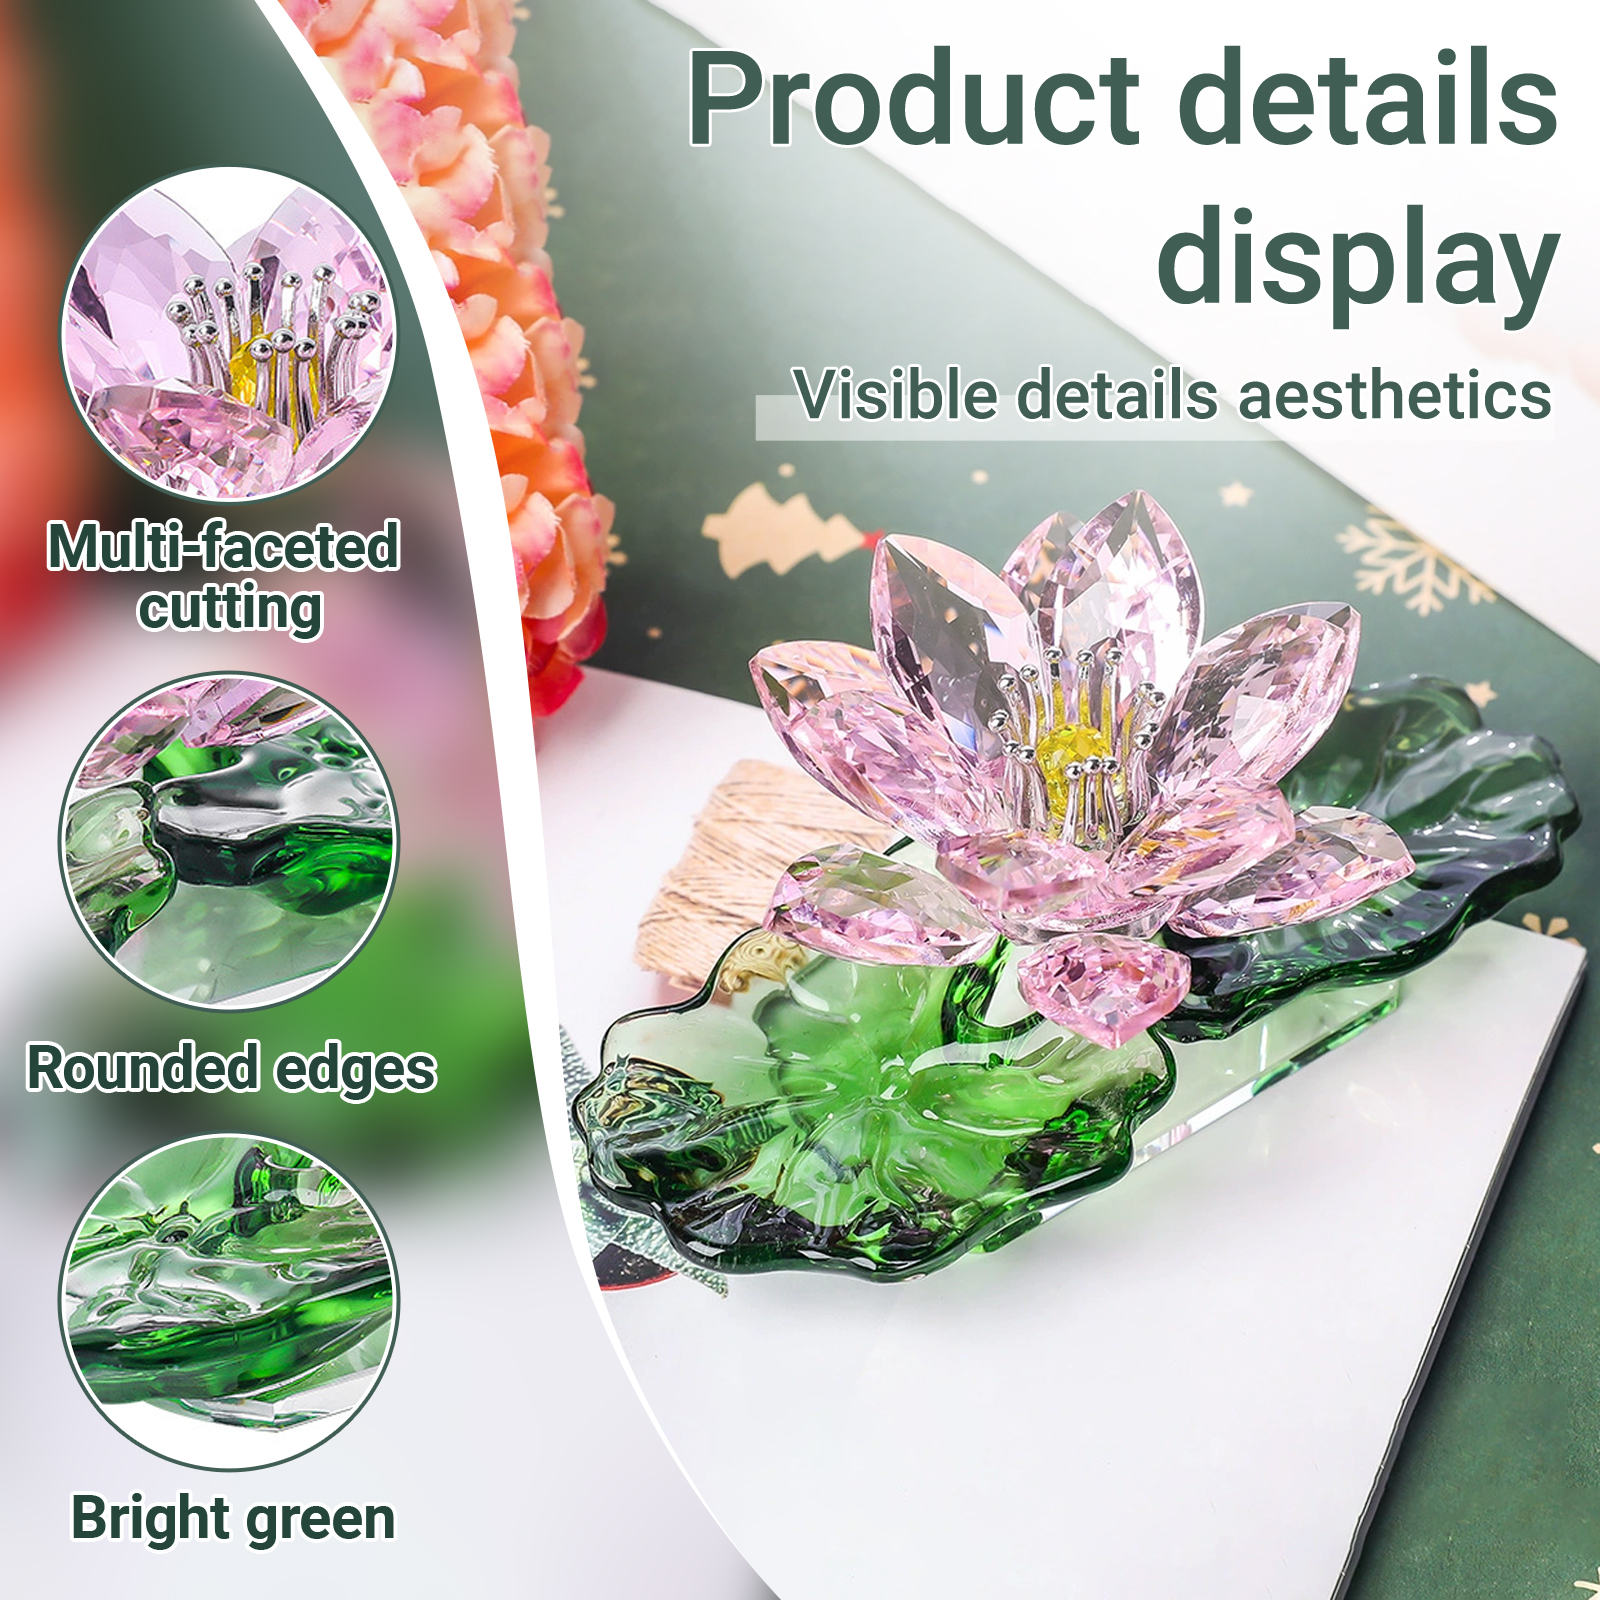 Product details
display
Visible details aesthetics
Multi-faceted
cutting
Rounded edges
Bright green